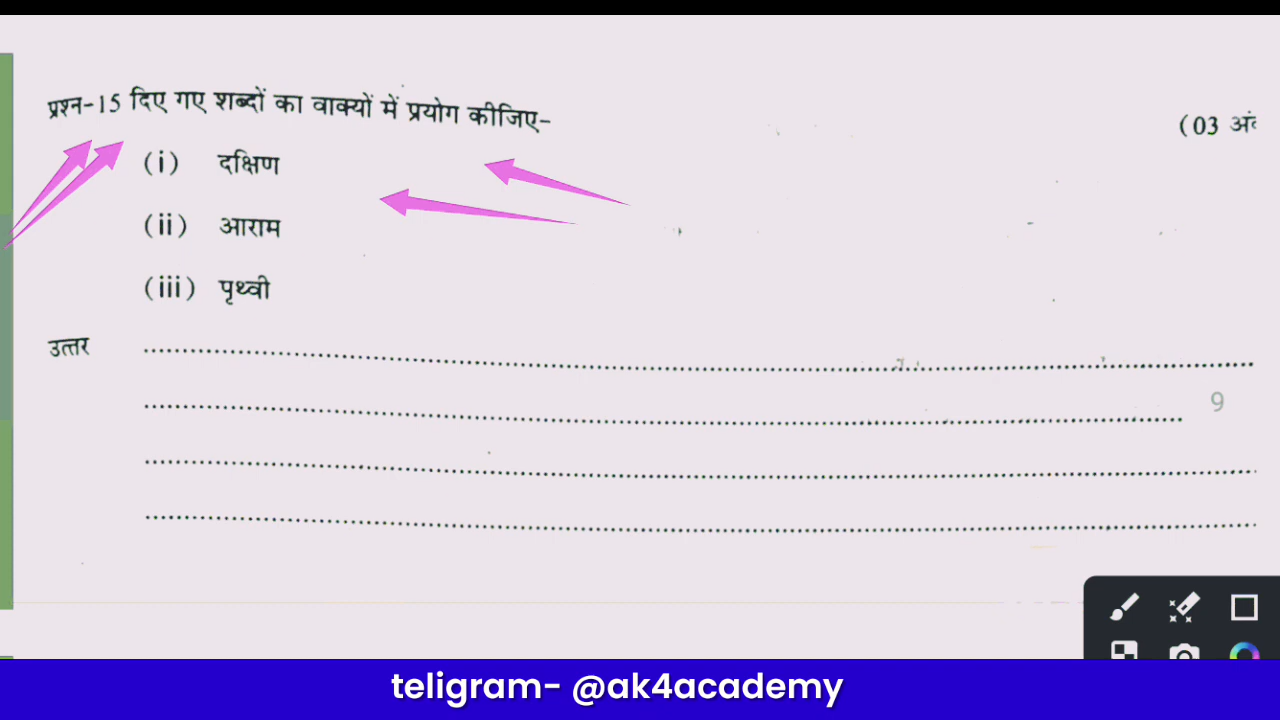 प्रश्न-15 दिए गए शब्दों का वाक्यों में प्रयोग कीजिए-
(03
(i) दक्षिण
(ii) आराम
(iii) पृथ्वी
उत्तर
9
teligram- @ak4academy